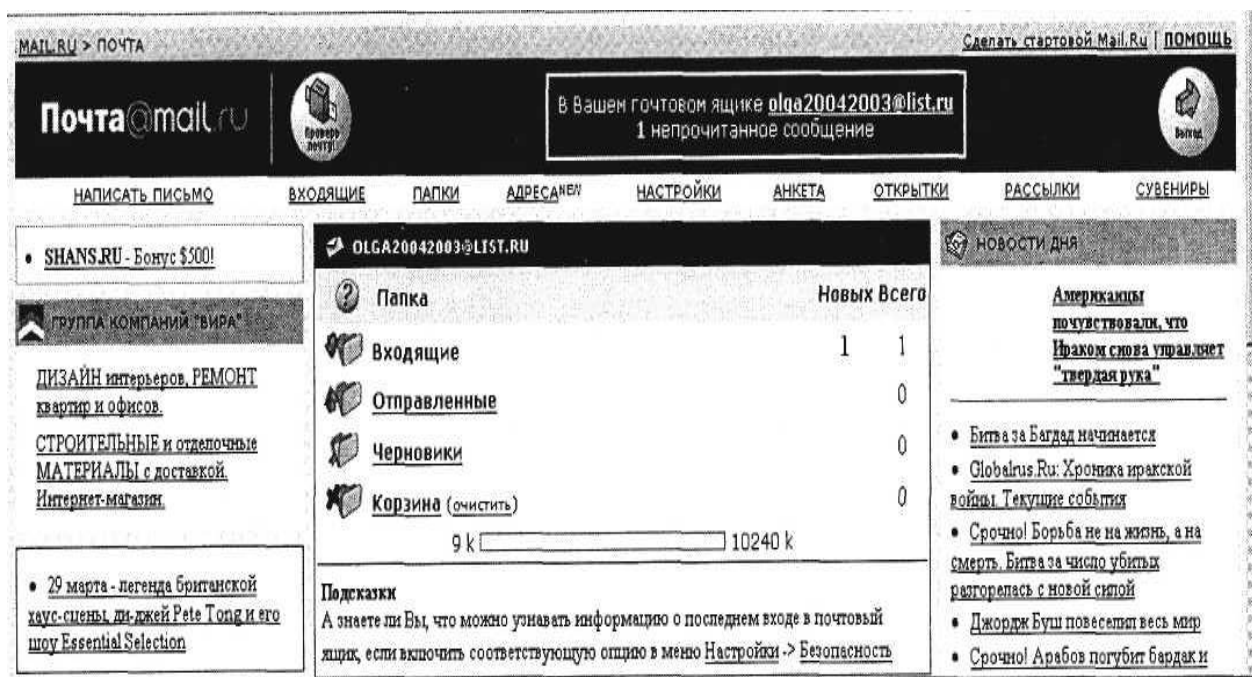 MAIL.RU > ПОЧТА
Сделать стартовой Mail.Ru | ПОМОЩЬ
Почта@mail.ru
Проверь
почту!
В Вашем гочтовом ящике olga20042003@list.ru
1 непрочитанное сообщение
Выход
НАПИСАТЬ ПИСЬМО ВХОДЯЩИЕ ПАПКИ АДРЕСА NEW НАСТРОЙКИ АНКЕТА ОТКРЫТКИ РАССЫЛКИ СУВЕНИРЫ
• SHANS.RU - Бонус $500!
ГРУППА КОМПАНИЙ "ВИРА"
ДИЗАЙН интерьеров, РЕМОНТ
квартир и офисов.
СТРОИТЕЛЬНЫЕ и отделочные
МАТЕРИАЛЫ с доставкой.
Интернет-магазин.
• 29 марта - легенда британской
хаус-сцены, ди-джей Pete Tong и его
шоу Essential Selection
OLGA20042003@LIST.RU
Папка Новых Всего
Входящие 1 1
Отправленные 0
Черновики 0
Корзина (очистить) 0
9 k 10240 k
Подсказки
А знаете ли Вы, что можно узнавать информацию о последнем входе в почтовый
ящик, если включить соответствующую опцию в меню Настройки -> Безопасность
НОВОСТИ ДНЯ
Американцы
почувствовали, что
Ираком снова управляет
"твердая рука"
• Битва за Багдад начинается
• Globalrus.Ru: Хроника иракской
войны. Текущие события
• Срочно! Борьба не на жизнь, а на
смерть. Битва за число убитых
разгорелась с новой силой
• Джордж Буш повеселил весь мир
• Срочно! Арабов погубит бардак и